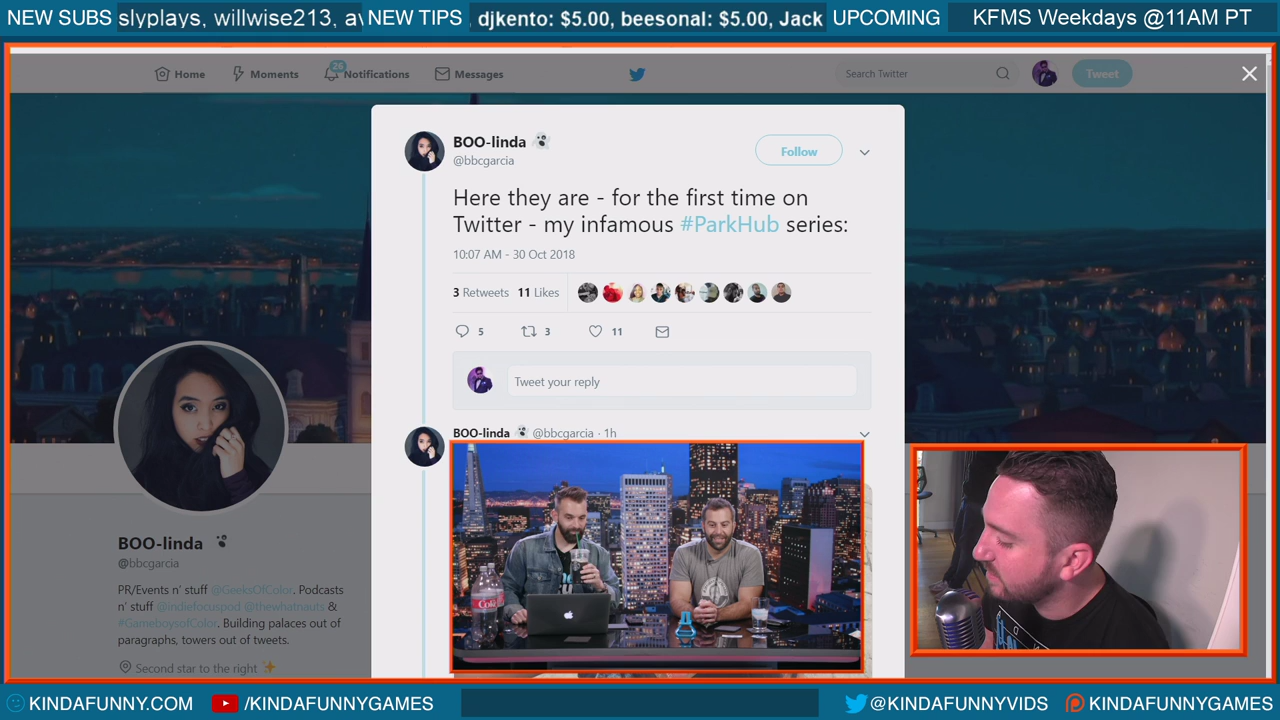 NEW SUBS slyplays, willwise213, av NEW TIPS , djkento: $5.00, beesonal: $5.00, Jack UPCOMING KFMS Weekdays @11AM PT
Home Moments 26 Notifications Messages Search Twitter Tweet
BOO-linda
@bbcgarcia
Follow
Here they are - for the first time on
Twitter - my infamous #ParkHub series:
10:07 AM - 30 Oct 2018
3 Retweets 11 Likes
5 3 11
Tweet your reply
BOO-linda @bbcgarcia · 1h
BOO-linda
@bbcgarcia
PR/Events n' stuff @GeeksOfColor. Podcasts
n' stuff @indiefocuspod @thewhatnauts &
#GameboysofColor. Building palaces out of
paragraphs, towers out of tweets.
Second star to the right
Coke
KINDAFUNNY.COM /KINDAFUNNYGAMES @KINDAFUNNYVIDS KINDAFUNNYGAMES